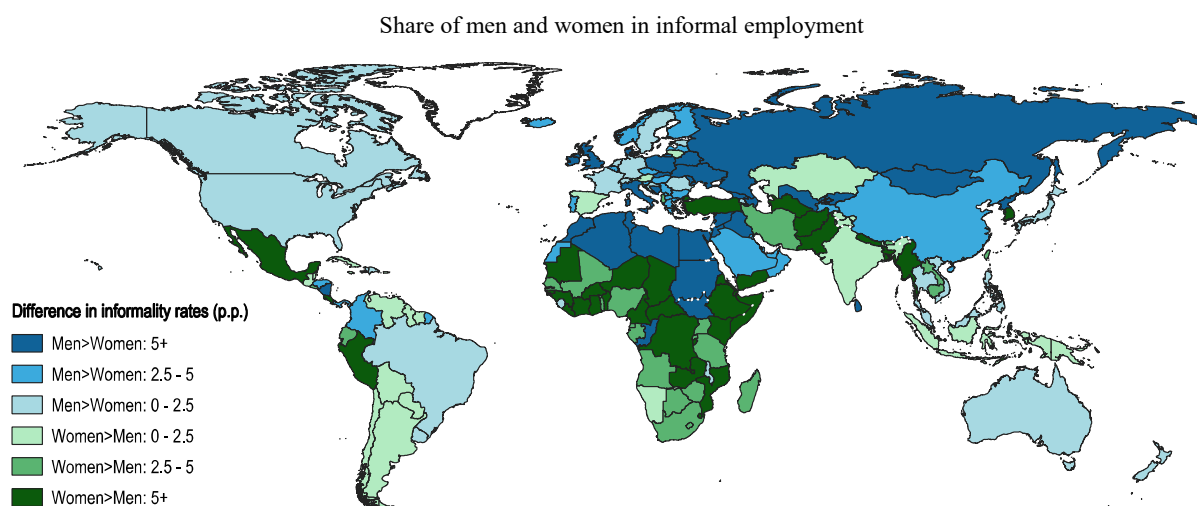 Share of men and women in informal employment
Difference in informality rates (p.p.)
Men>Women: 5+
Men>Women: 2.5 - 5
Men>Women: 0 - 2.5
Women>Men: 0 - 2.5
Women>Men: 2.5 - 5
Women>Men: 5+